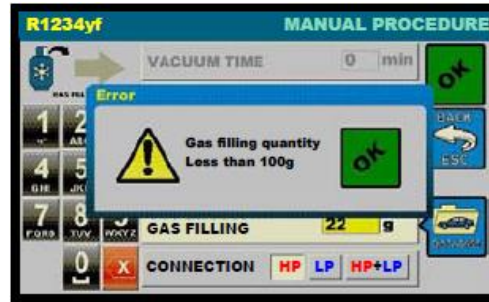 R1234yf MANUAL PROCEDURE
VACUUM TIME 0 min
OK
Error
Gas filling quantity
Less than 100g
OK
BACK
ESC
1 2
4 5
GHI
7 8
PQRS TUV WXYZ
GAS FILLING 22 g
DATABASE
0 X
CONNECTION HP LP HP+LP